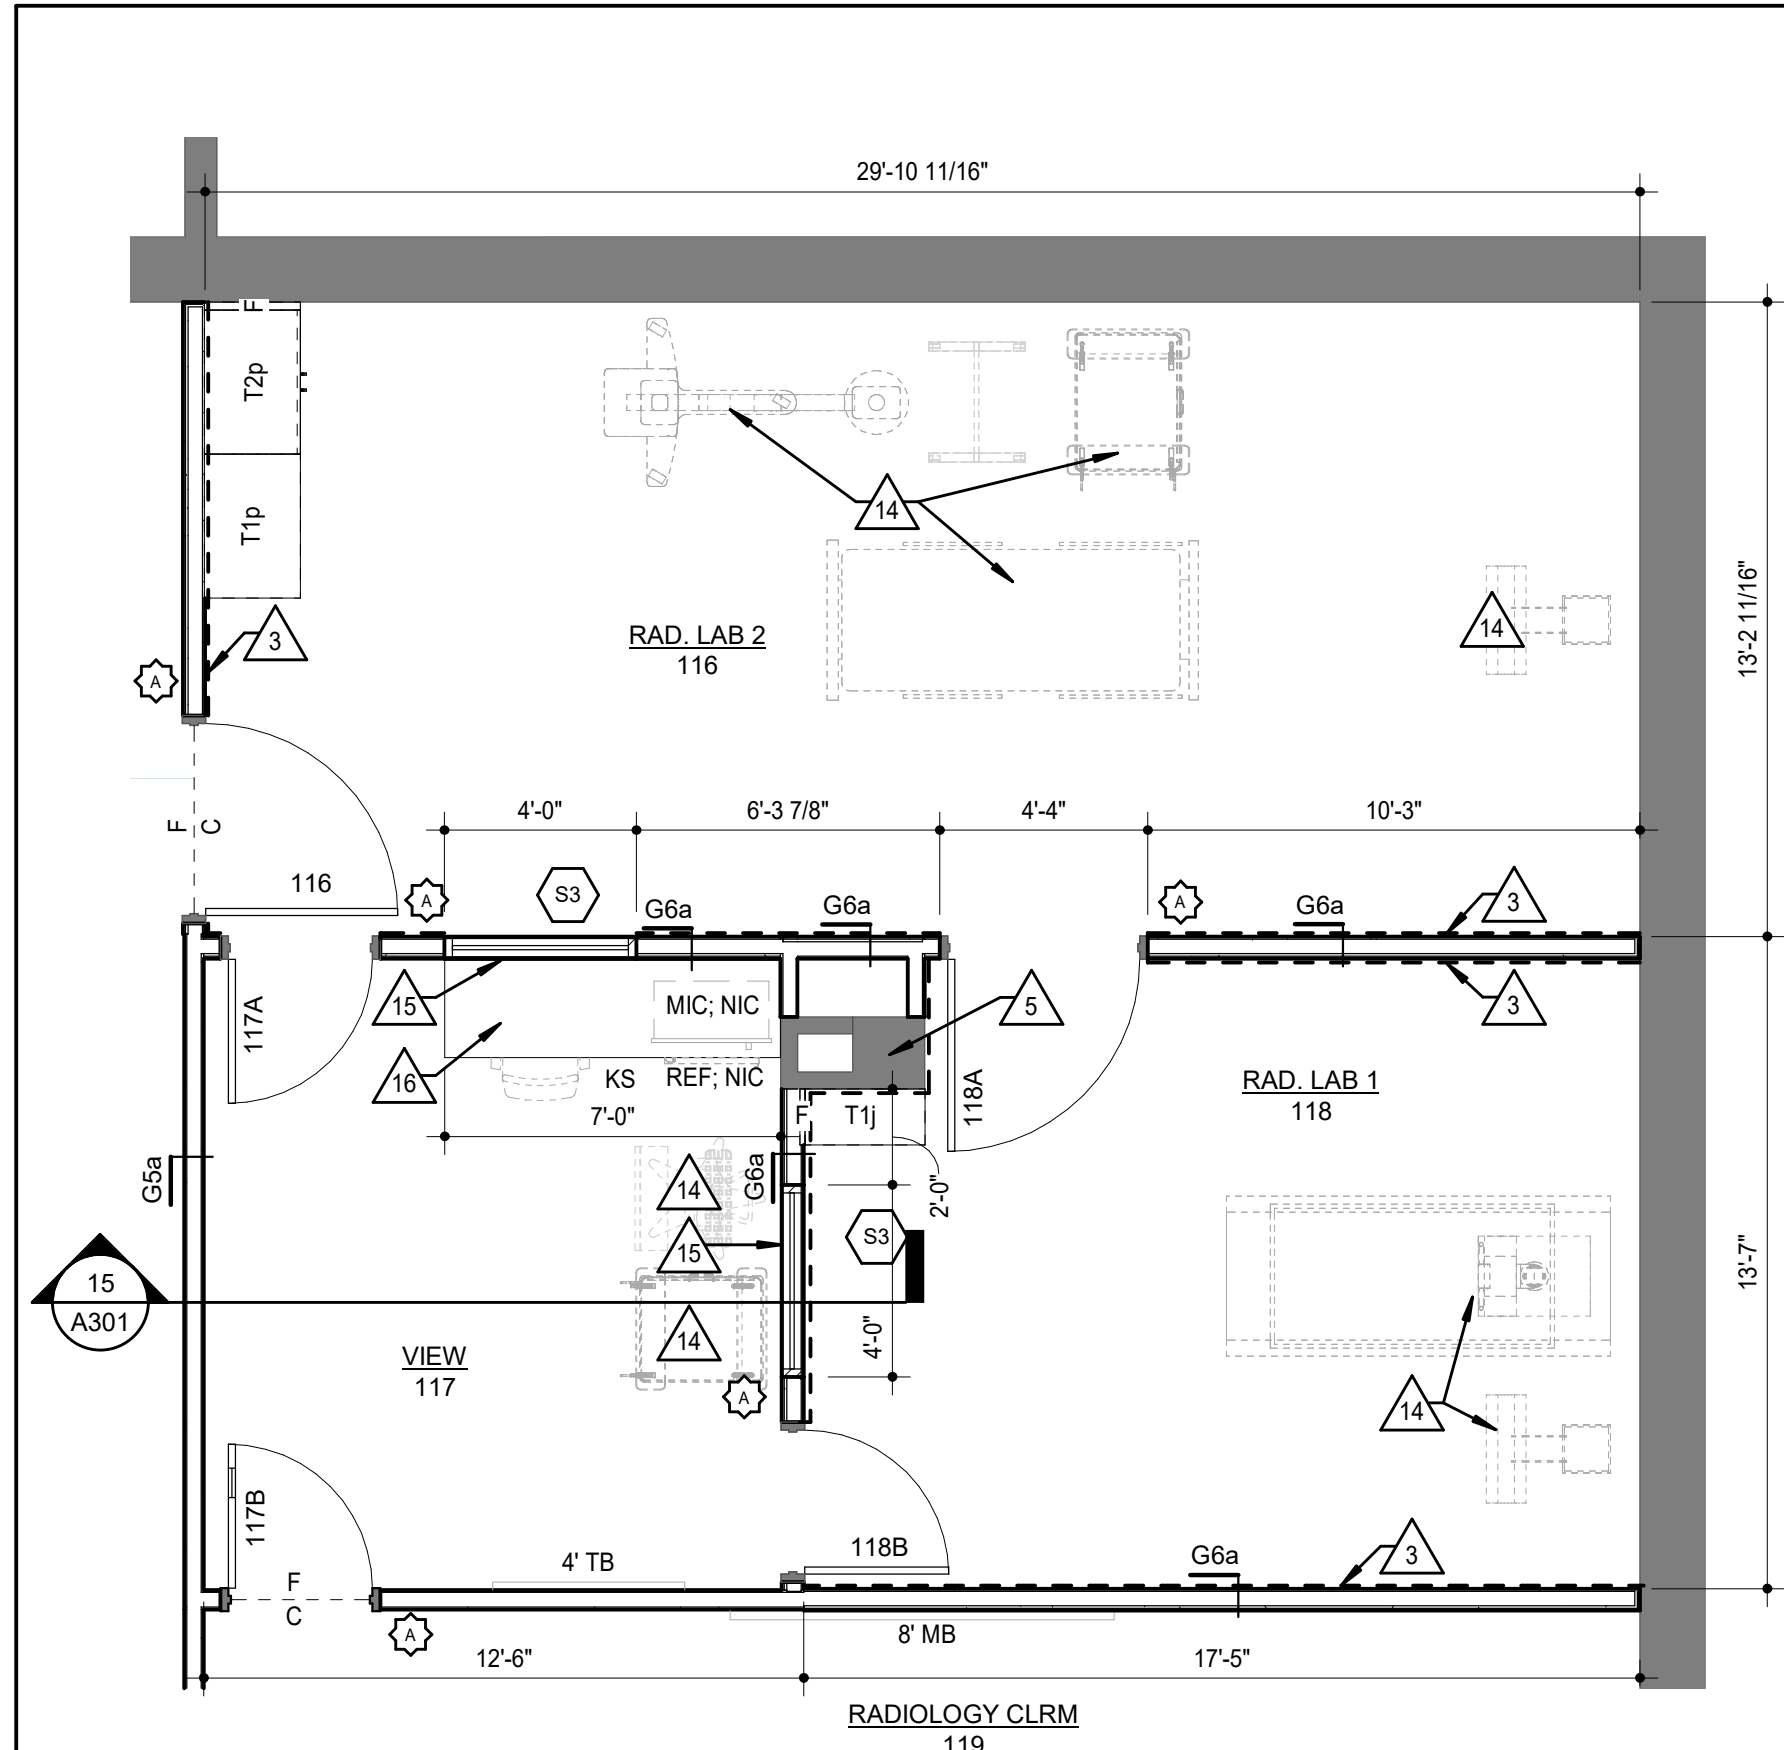 29'-10 11/16"
F
T2p
T1p
14
13'-2 11/16"
14
3
RAD. LAB 2
116
A
F
C
4'-0"
6'-3 7/8"
4'-4"
10'-3"
116
A
S3
G6a
G6a
A
G6a
3
117A
15
MIC; NIC
5
3
16
KS
REF; NIC
118A
RAD. LAB 1
118
7'-0"
F
T1j
G5a
14
G6a
2'-0"
15
S3
13'-7"
15
A301
14
4'-0"
VIEW
117
A
14
117B
118B
4' TB
G6a
3
F
C
A
8' MB
12'-6"
17'-5"
RADIOLOGY CLRM
119